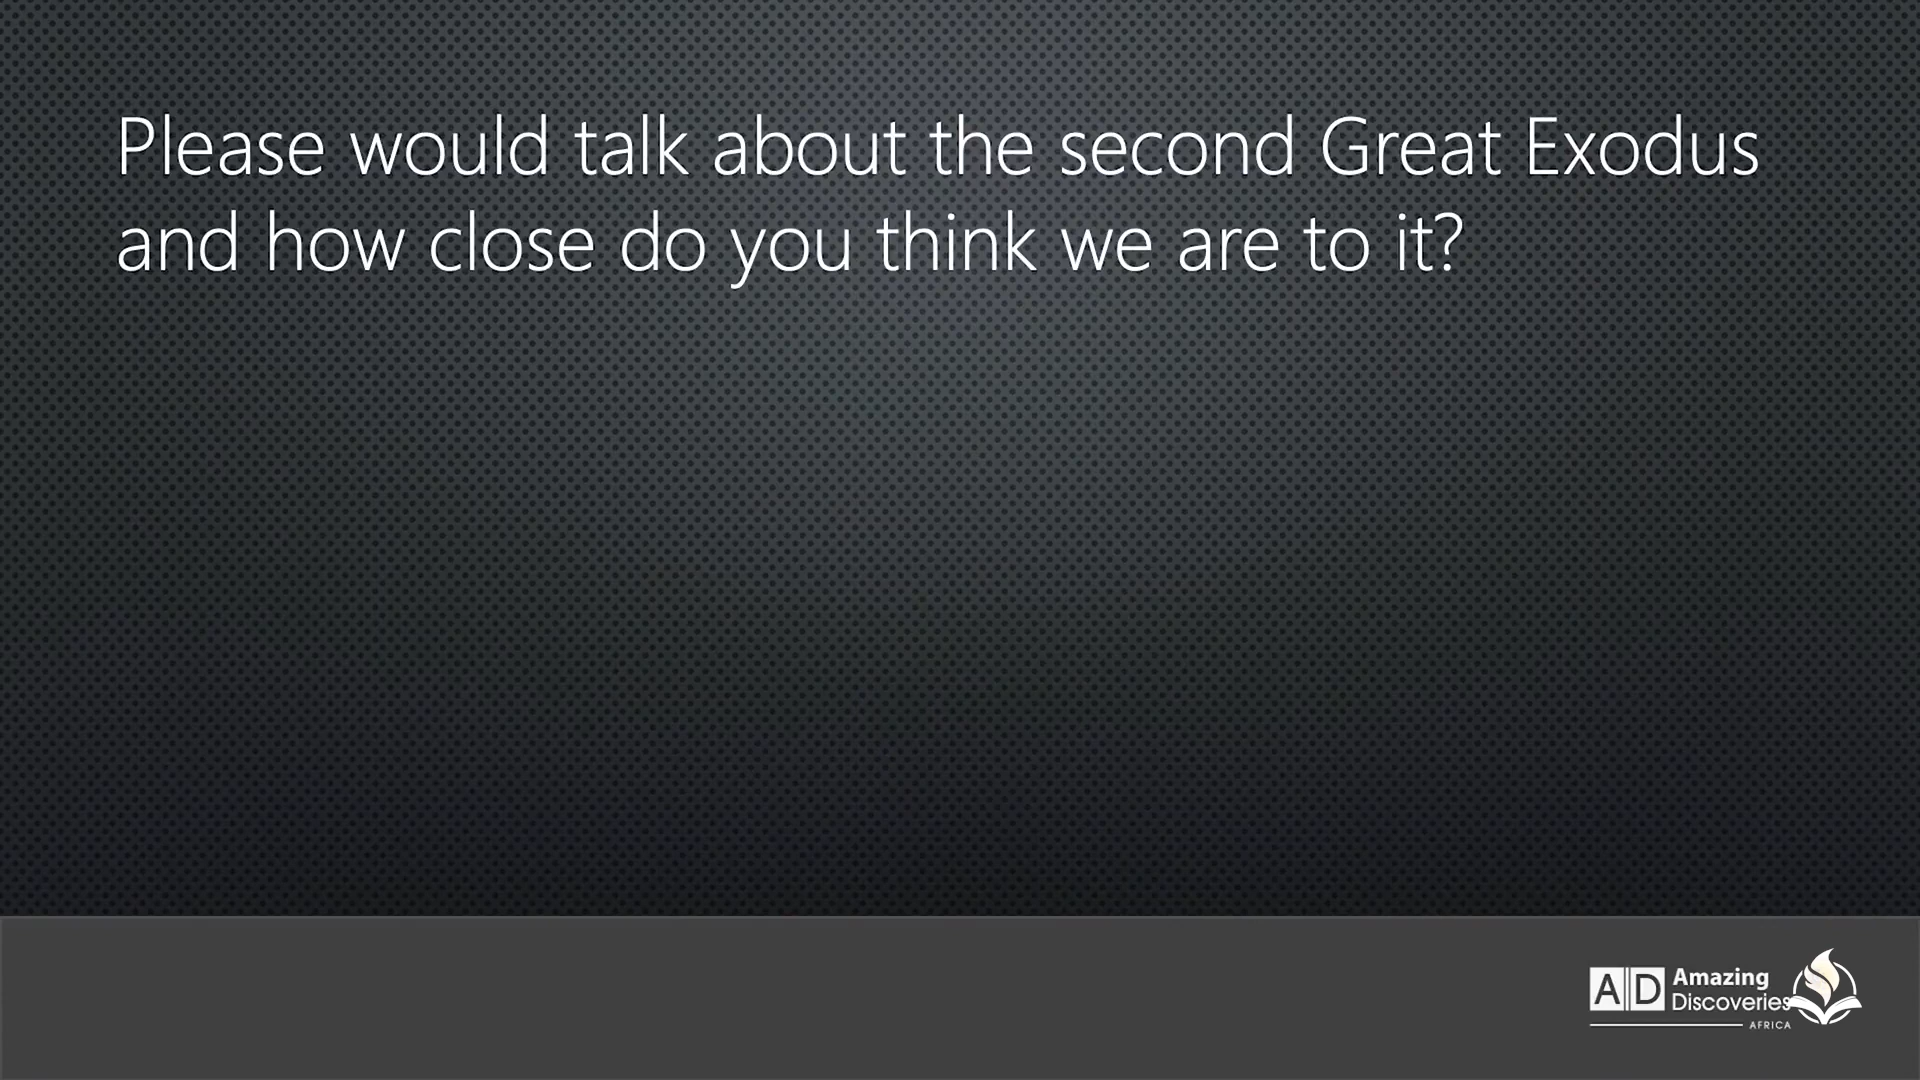 Please would talk about the second Great Exodus
and how close do you think we are to it?
A|D Amazing
Discoveries
AFRICA